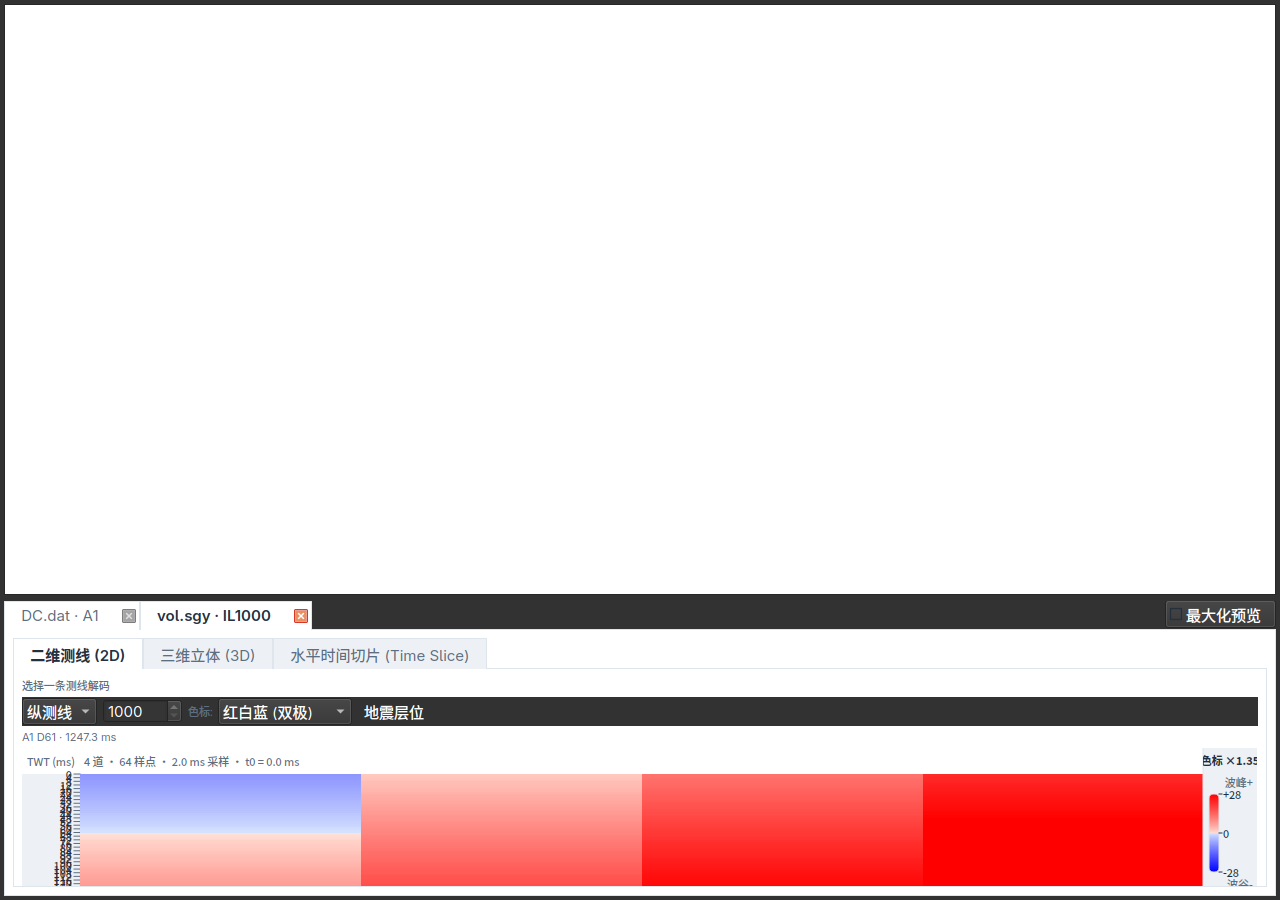 DC.dat · A1
vol.sgy · IL1000
最大化预览
二维测线 (2D)
三维立体 (3D)
水平时间切片 (Time Slice)
选择一条测线解码
纵测线
1000
色标:
红白蓝 (双极)
地震层位
A1 D61 · 1247.3 ms
TWT (ms)
4 道 · 64 样点 · 2.0 ms 采样 · t0 = 0.0 ms
色标 ×1.35
波峰+
+28
0
-28
波谷-